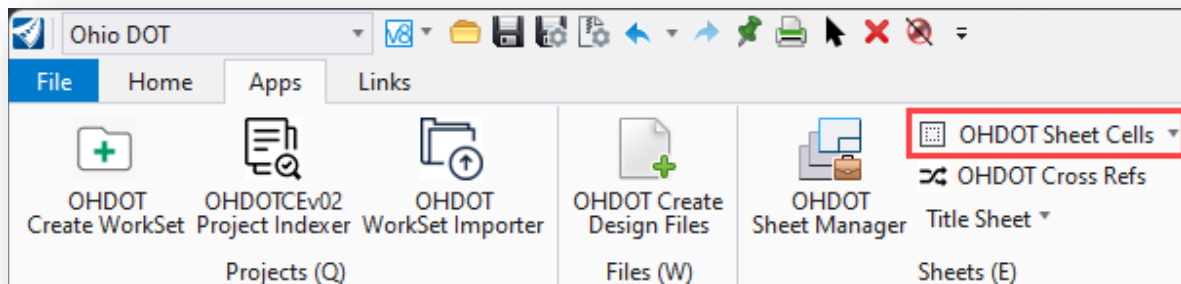 Ohio DOT
V8
File Home Apps Links
OHDOT
Create WorkSet
OHDOTCEv02
Project Indexer
OHDOT
WorkSet Importer
Projects (Q)
OHDOT Create
Design Files
Files (W)
OHDOT
Sheet Manager
OHDOT Sheet Cells
OHDOT Cross Refs
Title Sheet
Sheets (E)